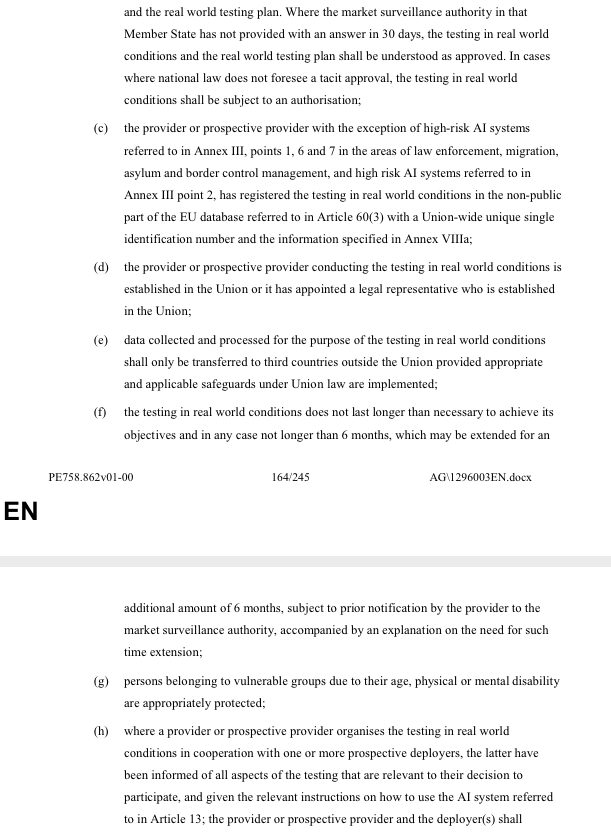 and the real world testing plan. Where the market surveillance authority in that
Member State has not provided with an answer in 30 days, the testing in real world
conditions and the real world testing plan shall be understood as approved. In cases
where national law does not foresee a tacit approval, the testing in real world
conditions shall be subject to an authorisation;
(c) the provider or prospective provider with the exception of high-risk AI systems
referred to in Annex III, points 1, 6 and 7 in the areas of law enforcement, migration,
asylum and border control management, and high risk AI systems referred to in
Annex III point 2, has registered the testing in real world conditions in the non-public
part of the EU database referred to in Article 60(3) with a Union-wide unique single
identification number and the information specified in Annex VIIIa;
(d) the provider or prospective provider conducting the testing in real world conditions is
established in the Union or it has appointed a legal representative who is established
in the Union;
(e) data collected and processed for the purpose of the testing in real world conditions
shall only be transferred to third countries outside the Union provided appropriate
and applicable safeguards under Union law are implemented;
(f) the testing in real world conditions does not last longer than necessary to achieve its
objectives and in any case not longer than 6 months, which may be extended for an
PE758.862v01-00 164/245 AG\1296003EN.docx
EN
additional amount of 6 months, subject to prior notification by the provider to the
market surveillance authority, accompanied by an explanation on the need for such
time extension;
(g) persons belonging to vulnerable groups due to their age, physical or mental disability
are appropriately protected;
(h) where a provider or prospective provider organises the testing in real world
conditions in cooperation with one or more prospective deployers, the latter have
been informed of all aspects of the testing that are relevant to their decision to
participate, and given the relevant instructions on how to use the AI system referred
to in Article 13; the provider or prospective provider and the deployer(s) shall